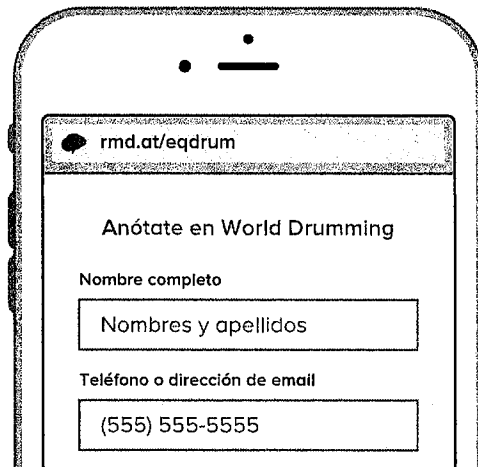 rmd.at/eqdrum
Anótate en World Drumming
Nombre completo
Nombres y apellidos
Teléfono o dirección de email
(555) 555-5555